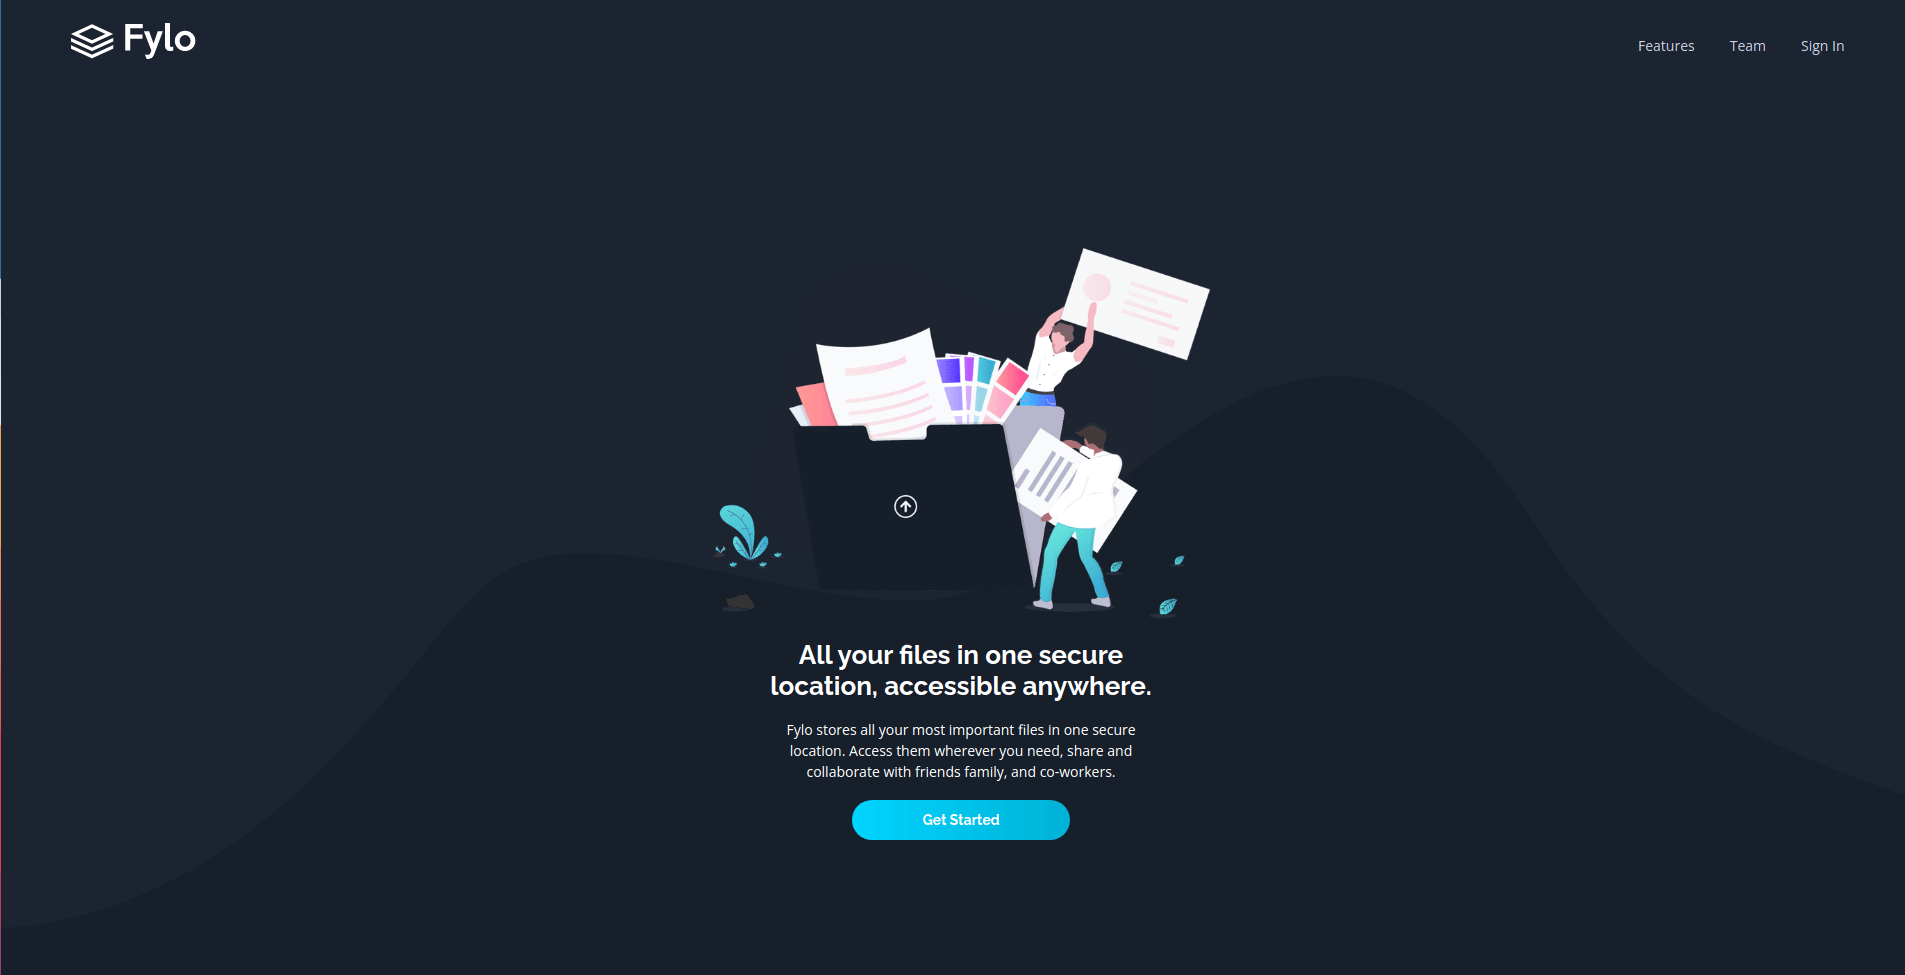 Fylo
Features
Team
Sign In
All your files in one secure
location, accessible anywhere.
Fylo stores all your most important files in one secure
location. Access them wherever you need, share and
collaborate with friends family, and co-workers.
Get Started